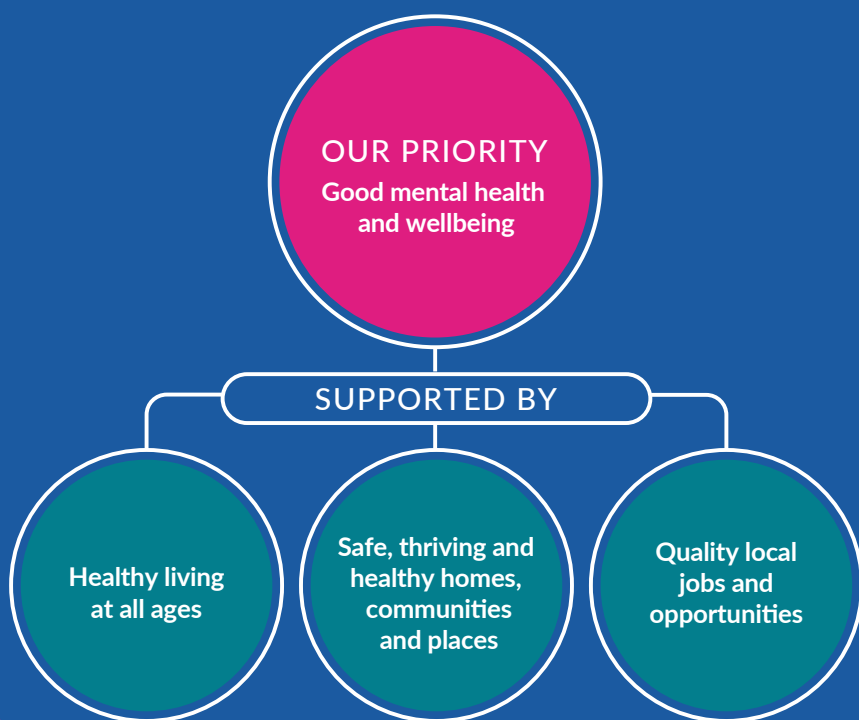 OUR PRIORITY
Good mental health
and wellbeing
SUPPORTED BY
Healthy living
at all ages
Safe, thriving and
healthy homes,
communities
and places
Quality local
jobs and
opportunities